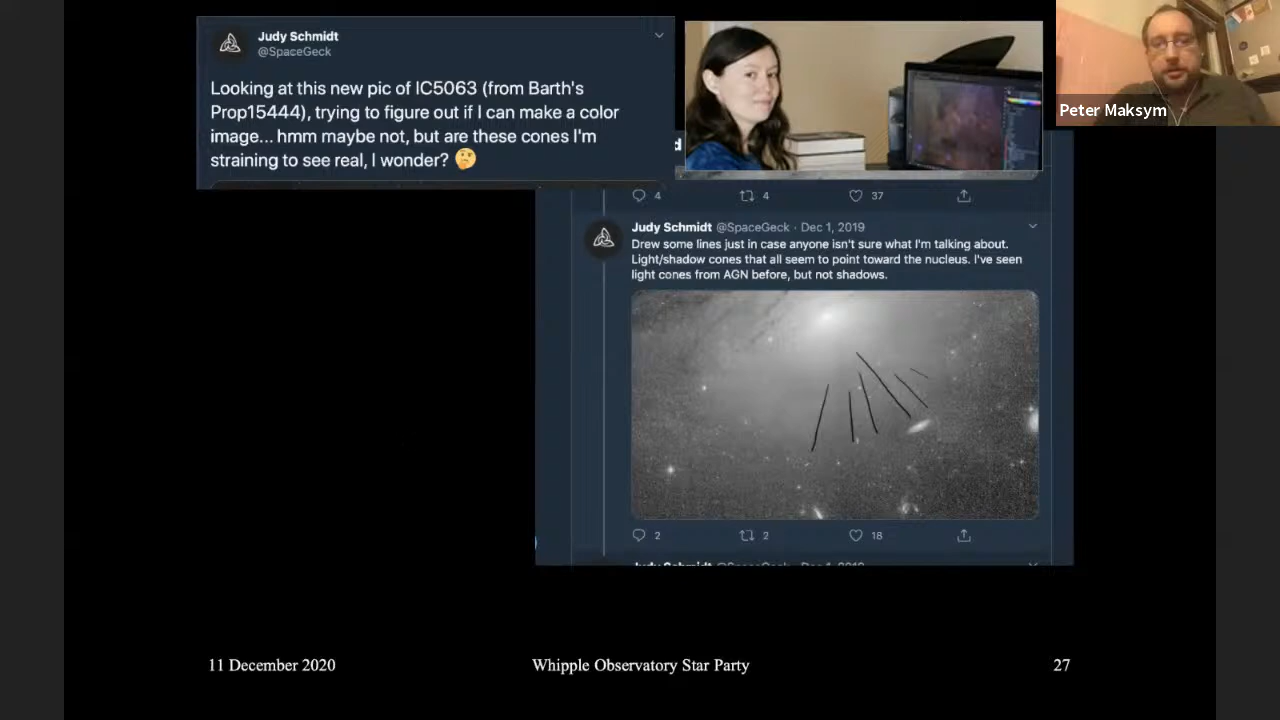 Judy Schmidt
@SpaceGeck
Looking at this new pic of IC5063 (from Barth's
Prop15444), trying to figure out if I can make a color
image... hmm maybe not, but are these cones I'm
straining to see real, I wonder? 🤔
Peter Maksym
4 4 37
Judy Schmidt @SpaceGeck · Dec 1, 2019
Drew some lines just in case anyone isn't sure what I'm talking about.
Light/shadow cones that all seem to point toward the nucleus. I've seen
light cones from AGN before, but not shadows.
2 2 18
Judy Schmidt @SpaceGeck · Dec 1, 2019
11 December 2020 Whipple Observatory Star Party 27